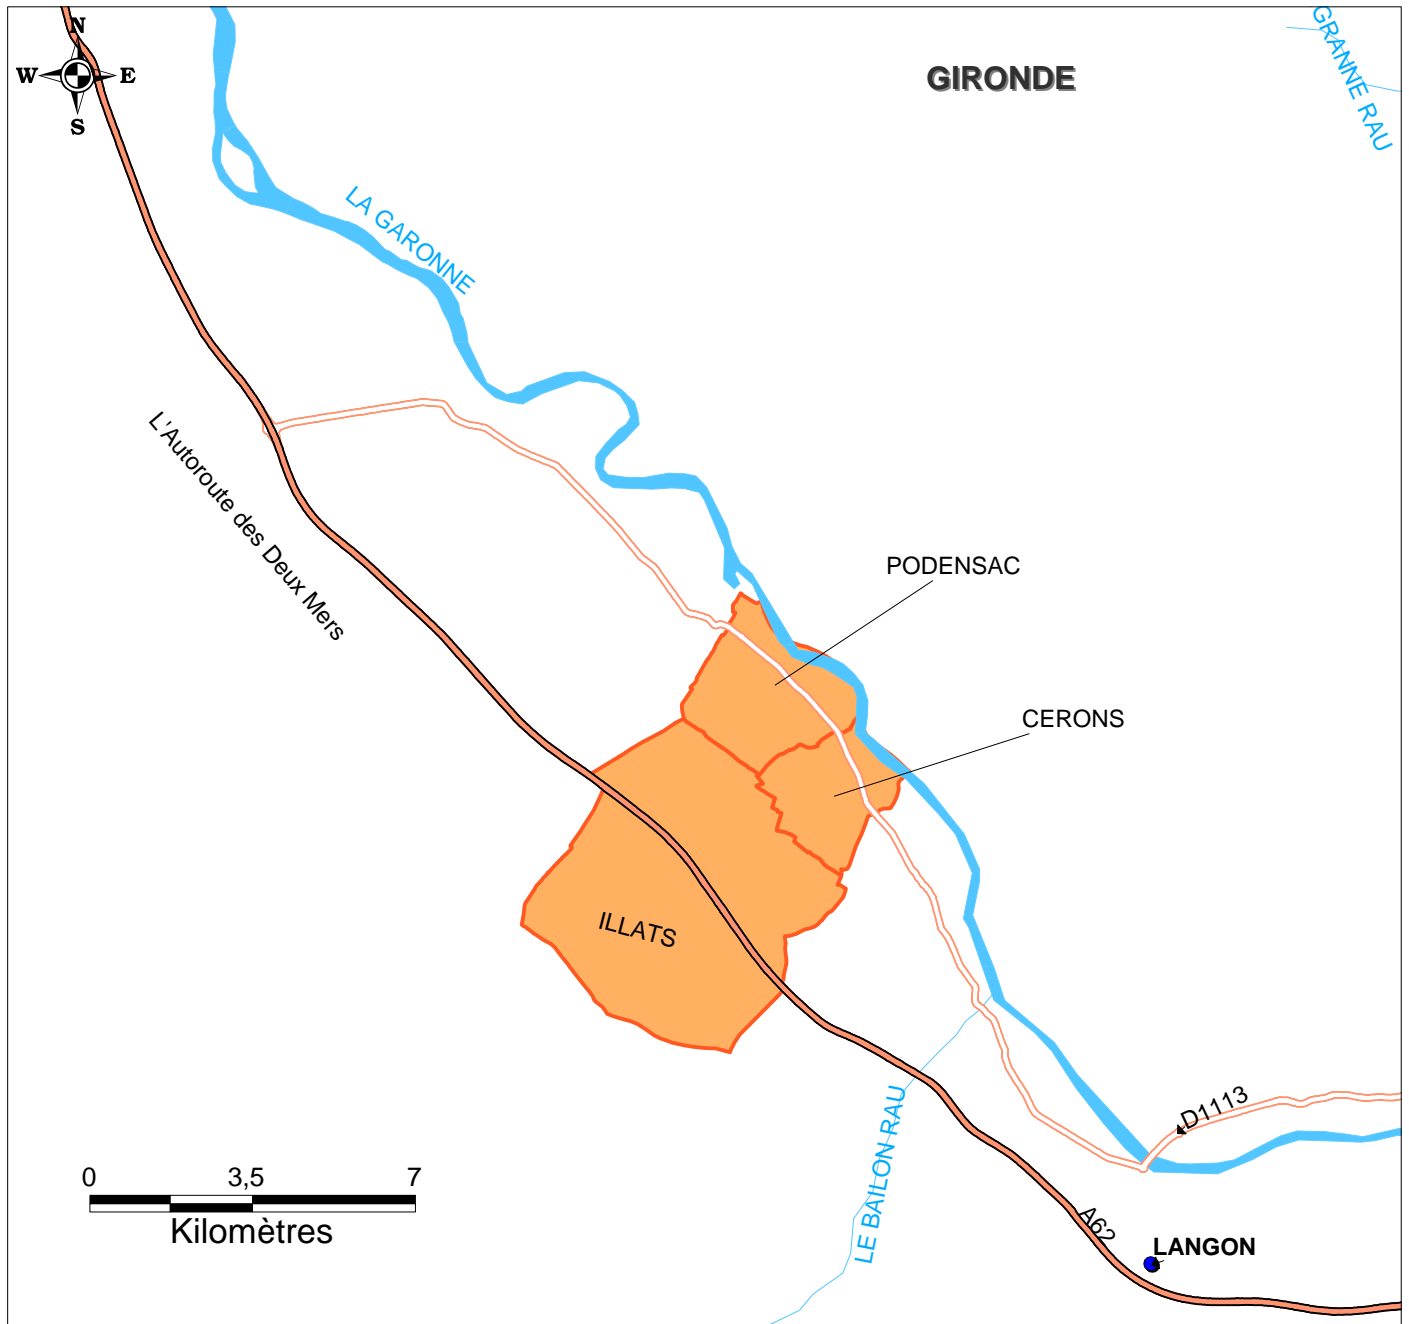 N
W E
S
GIRONDE
GRANNE RAU
LA GARONNE
L'Autoroute des Deux Mers
PODENSAC
CERONS
ILLATS
LE BAILON RAU
D1113
A62
LANGON
0 3,5 7
Kilomètres